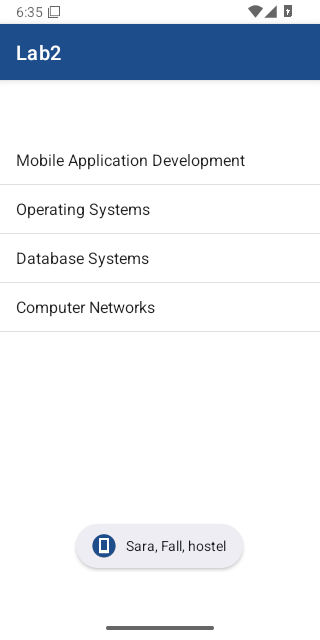 6:35
Lab2
Mobile Application Development
Operating Systems
Database Systems
Computer Networks
Sara, Fall, hostel